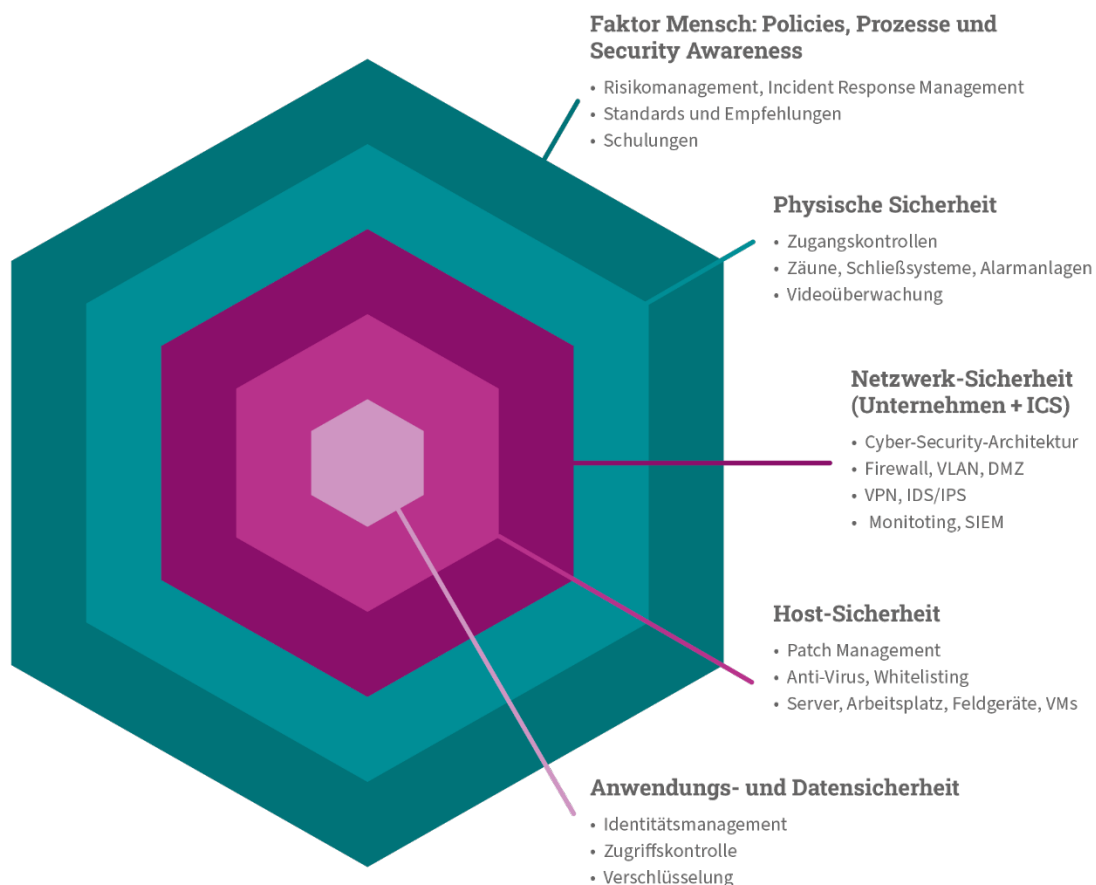 Faktor Mensch: Policies, Prozesse und
Security Awareness
• Risikomanagement, Incident Response Management
• Standards und Empfehlungen
• Schulungen
Physische Sicherheit
• Zugangskontrollen
• Zäune, Schließsysteme, Alarmanlagen
• Videoüberwachung
Netzwerk-Sicherheit
(Unternehmen + ICS)
• Cyber-Security-Architektur
• Firewall, VLAN, DMZ
• VPN, IDS/IPS
• Monitoting, SIEM
Host-Sicherheit
• Patch Management
• Anti-Virus, Whitelisting
• Server, Arbeitsplatz, Feldgeräte, VMs
Anwendungs- und Datensicherheit
• Identitätsmanagement
• Zugriffskontrolle
• Verschlüsselung